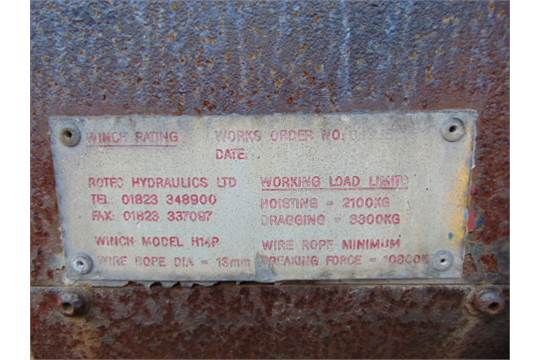 WINCH RATING
WORKS ORDER NO:
DATE:
ROTEC HYDRAULICS LTD
TEL: 01823 348900
FAX: 01823 337087
WINCH MODEL H14P
WIRE ROPE DIA = 13mm
WORKING LOAD LIMITS
HOISTING = 2100KG
DRAGGING = 3300KG
WIRE ROPE MINIMUM
BREAKING FORCE =